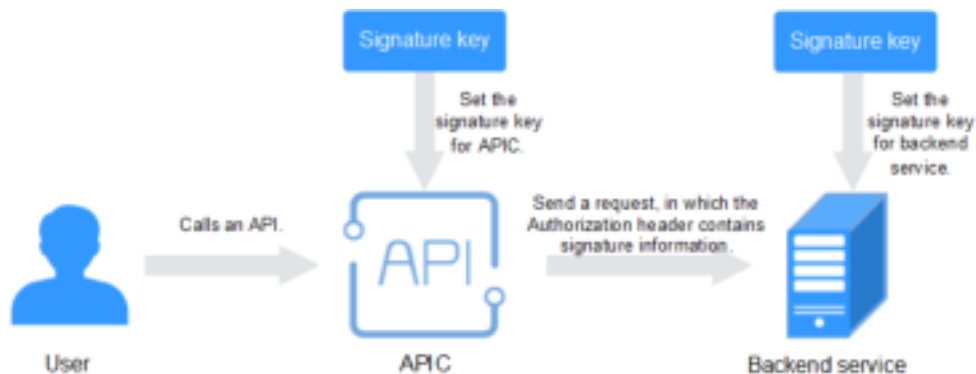 Signature key
Signature key
Set the
signature key
for APIC.
Set the
signature key
for backend
service.
Calls an API.
Send a request, in which the
Authorization header contains
signature information.
API
User
APIC
Backend service